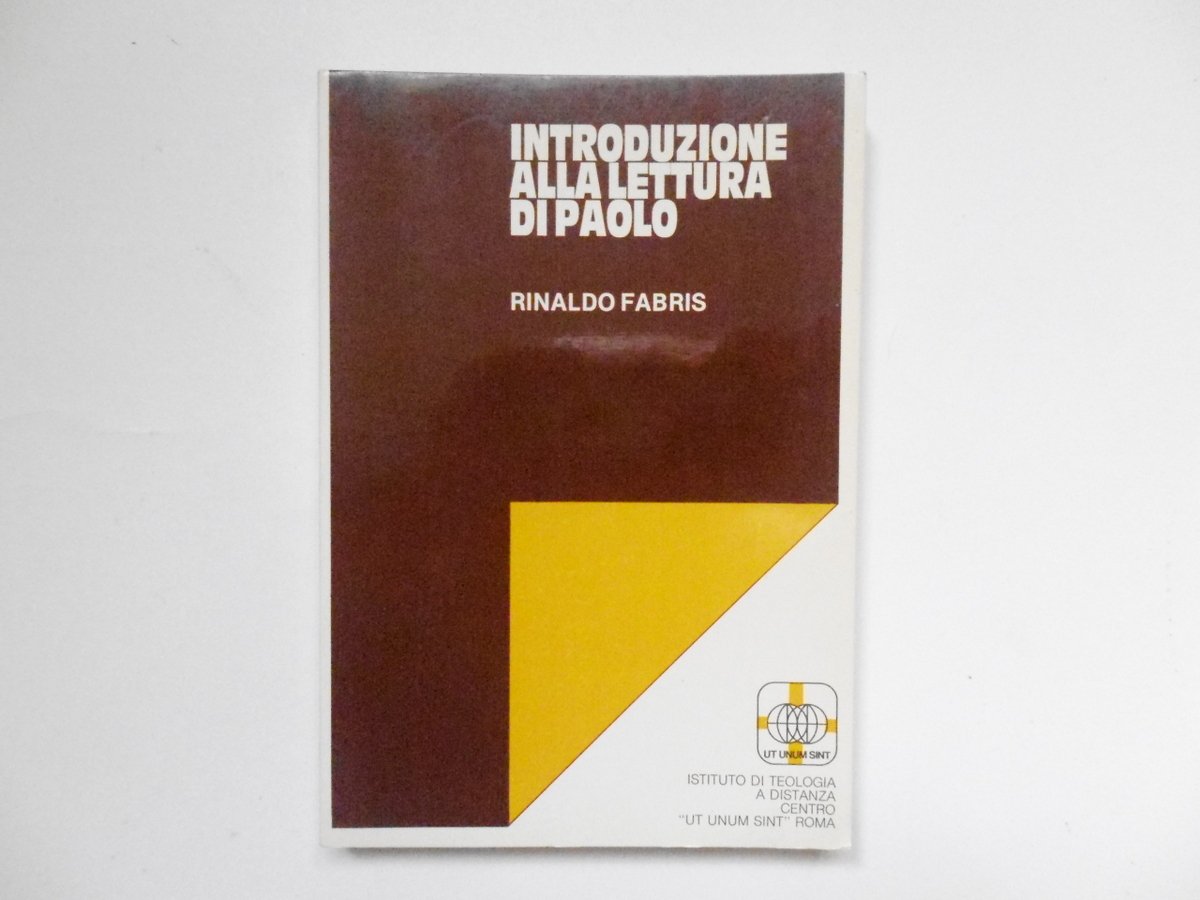 INTRODUZIONE
ALLA LETTURA
DI PAOLO
RINALDO FABRIS
UT UNUM SINT
ISTITUTO DI TEOLOGIA
A DISTANZA
CENTRO
"UT UNUM SINT" ROMA